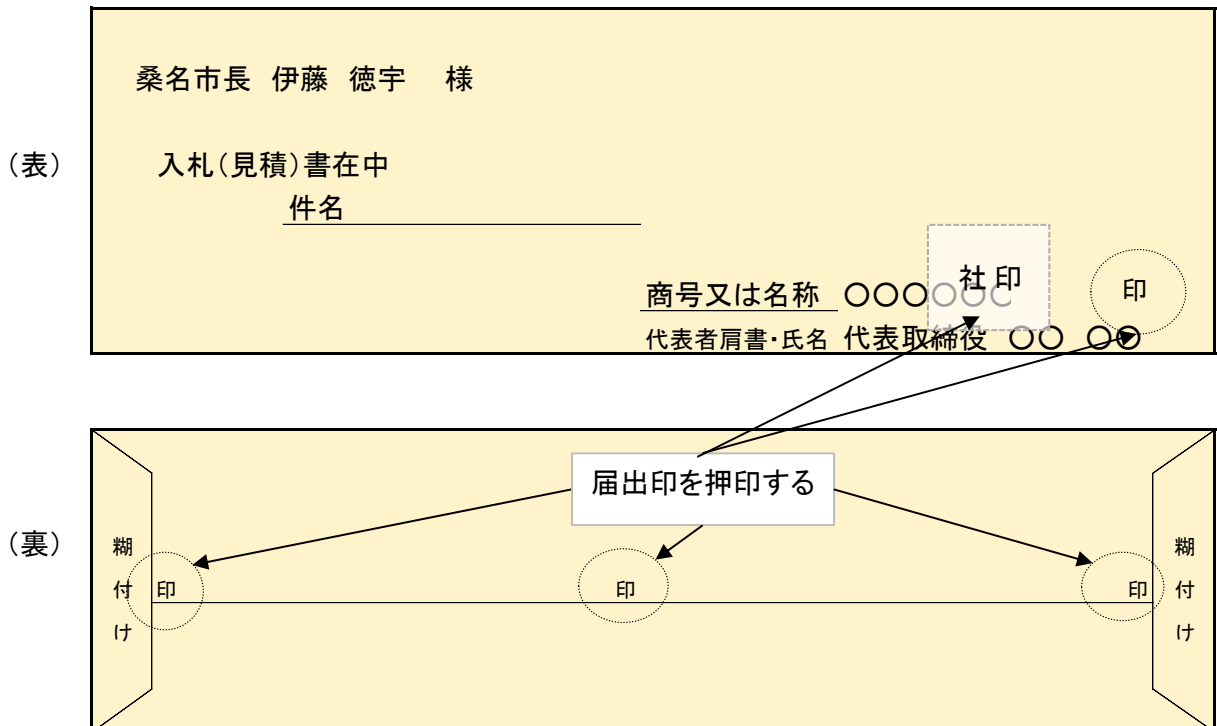 桑名市長 伊藤 徳宇 様
(表)
入札(見積)書在中
件名
社印
印
商号又は名称 〇〇〇〇〇〇
代表者肩書・氏名 代表取締役 〇〇 〇〇
届出印を押印する
(裏)
糊付け
印
印
印
糊付け